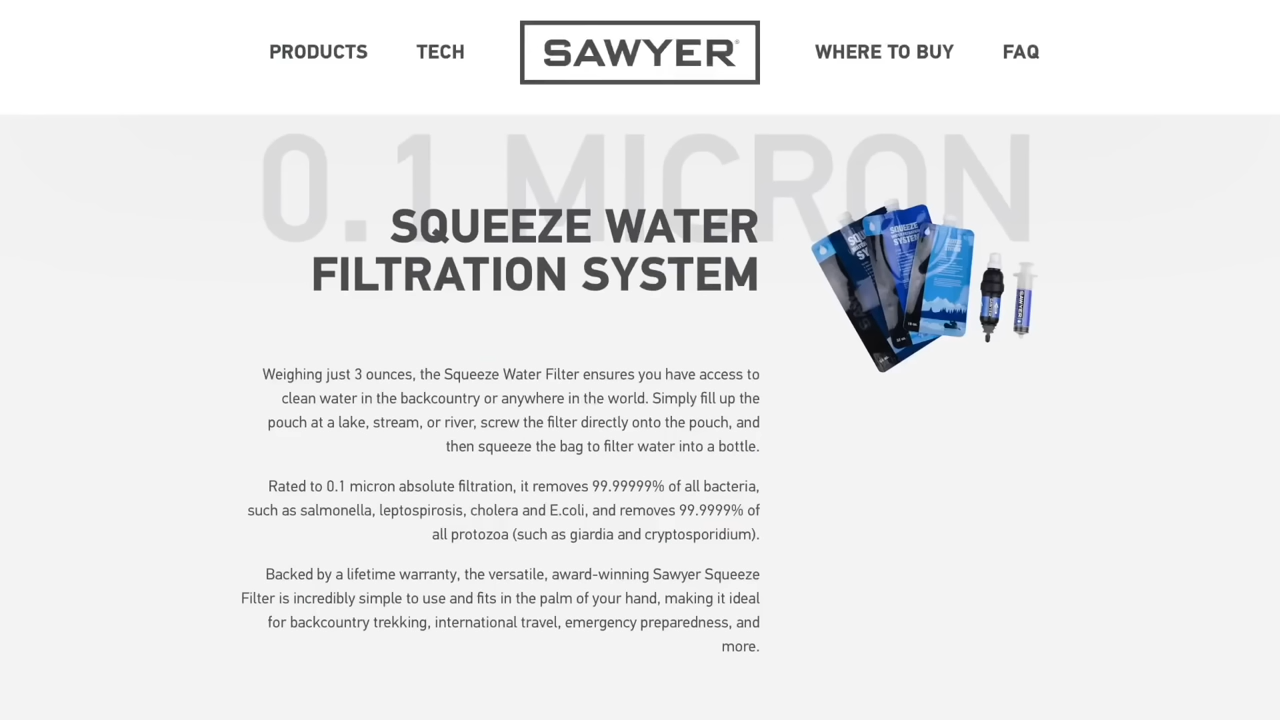 PRODUCTS TECH SAWYER® WHERE TO BUY FAQ
0.1 MICRON
SQUEEZE WATER
FILTRATION SYSTEM
SQUEEZE
SYSTEM
SAWYER
Weighing just 3 ounces, the Squeeze Water Filter ensures you have access to
clean water in the backcountry or anywhere in the world. Simply fill up the
pouch at a lake, stream, or river, screw the filter directly onto the pouch, and
then squeeze the bag to filter water into a bottle.
Rated to 0.1 micron absolute filtration, it removes 99.99999% of all bacteria,
such as salmonella, leptospirosis, cholera and E.coli, and removes 99.9999% of
all protozoa (such as giardia and cryptosporidium).
Backed by a lifetime warranty, the versatile, award-winning Sawyer Squeeze
Filter is incredibly simple to use and fits in the palm of your hand, making it ideal
for backcountry trekking, international travel, emergency preparedness, and
more.